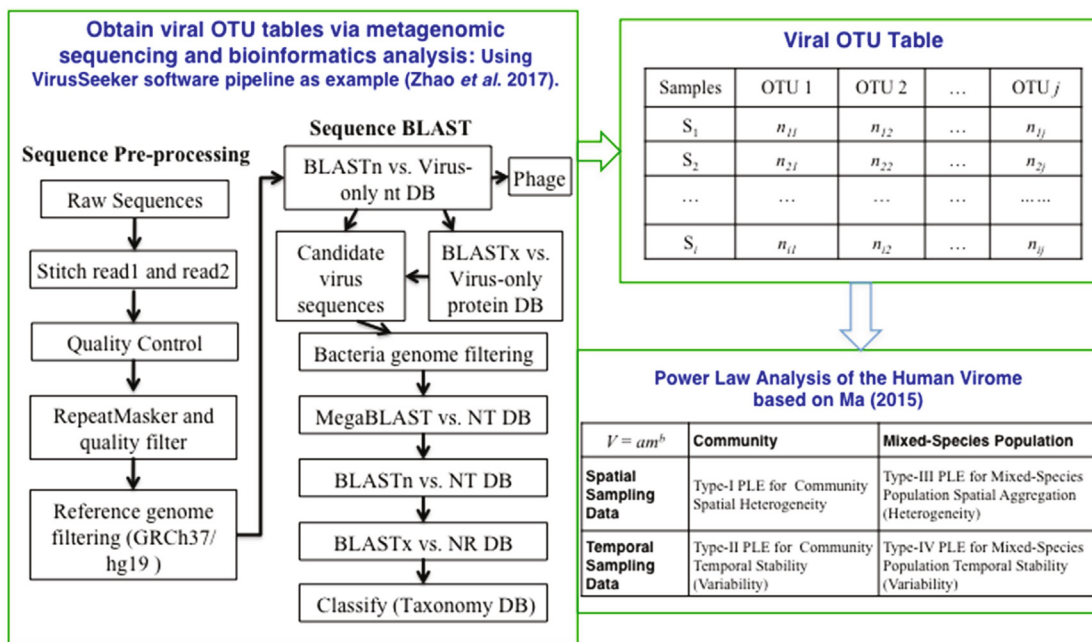 Obtain viral OTU tables via metagenomic
sequencing and bioinformatics analysis: Using
VirusSeeker software pipeline as example (Zhao et al. 2017).
Sequence Pre-processing
Raw Sequences
Stitch read1 and read2
Quality Control
RepeatMasker and
quality filter
Reference genome
filtering (GRCh37/
hg19 )
Sequence BLAST
BLASTn vs. Virus-
only nt DB
Phage
Candidate
virus
sequences
BLASTx vs.
Virus-only
protein DB
Bacteria genome filtering
MegaBLAST vs. NT DB
BLASTn vs. NT DB
BLASTx vs. NR DB
Classify (Taxonomy DB)
Viral OTU Table
Samples OTU 1 OTU 2 ... OTU j
S1 n11 n12 ... n1j
S2 n21 n22 ... n2j
... ... ... ... ......
Si ni1 ni2 ... nij
Power Law Analysis of the Human Virome
based on Ma (2015)
V = am^b Community Mixed-Species Population
Spatial
Sampling
Data
Type-I PLE for Community
Spatial Heterogeneity
Type-III PLE for Mixed-Species
Population Spatial Aggregation
(Heterogeneity)
Temporal
Sampling
Data
Type-II PLE for Community
Temporal Stability
(Variability)
Type-IV PLE for Mixed-Species
Population Temporal Stability
(Variability)